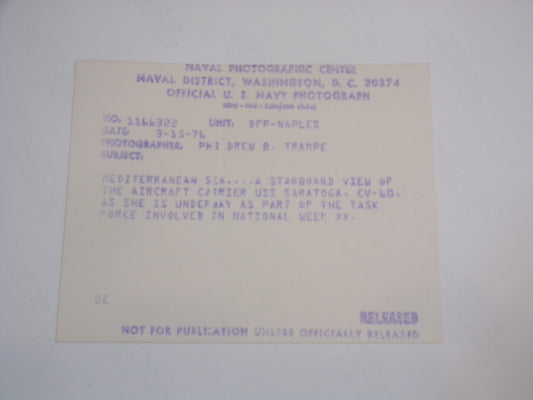 NAVAL PHOTOGRAPHIC CENTER
NAVAL DISTRICT, WASHINGTON, D. C. 20374
OFFICIAL U. S. NAVY PHOTOGRAPH
NO: 1166322 UNIT: DFP-NAPLES
DATE 3-15-76
PHOTOGRAPHER PH1 DREW B. TRAMPE
SUBJECT:
MEDITERRANEAN SEA....A STARBOARD VIEW OF
THE AIRCRAFT CARRIER USS SARATOGA, CV-60,
AS SHE IS UNDERWAY AS PART OF THE TASK
FORCE INVOLVED IN NATIONAL WEEK XX.
RELEASED
NOT FOR PUBLICATION UNLESS OFFICIALLY RELEASED